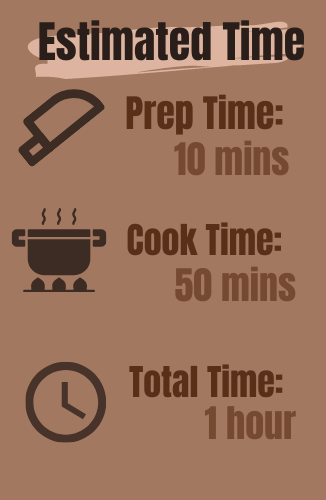 Estimated Time
Prep Time:
10 mins
Cook Time:
50 mins
Total Time:
1 hour